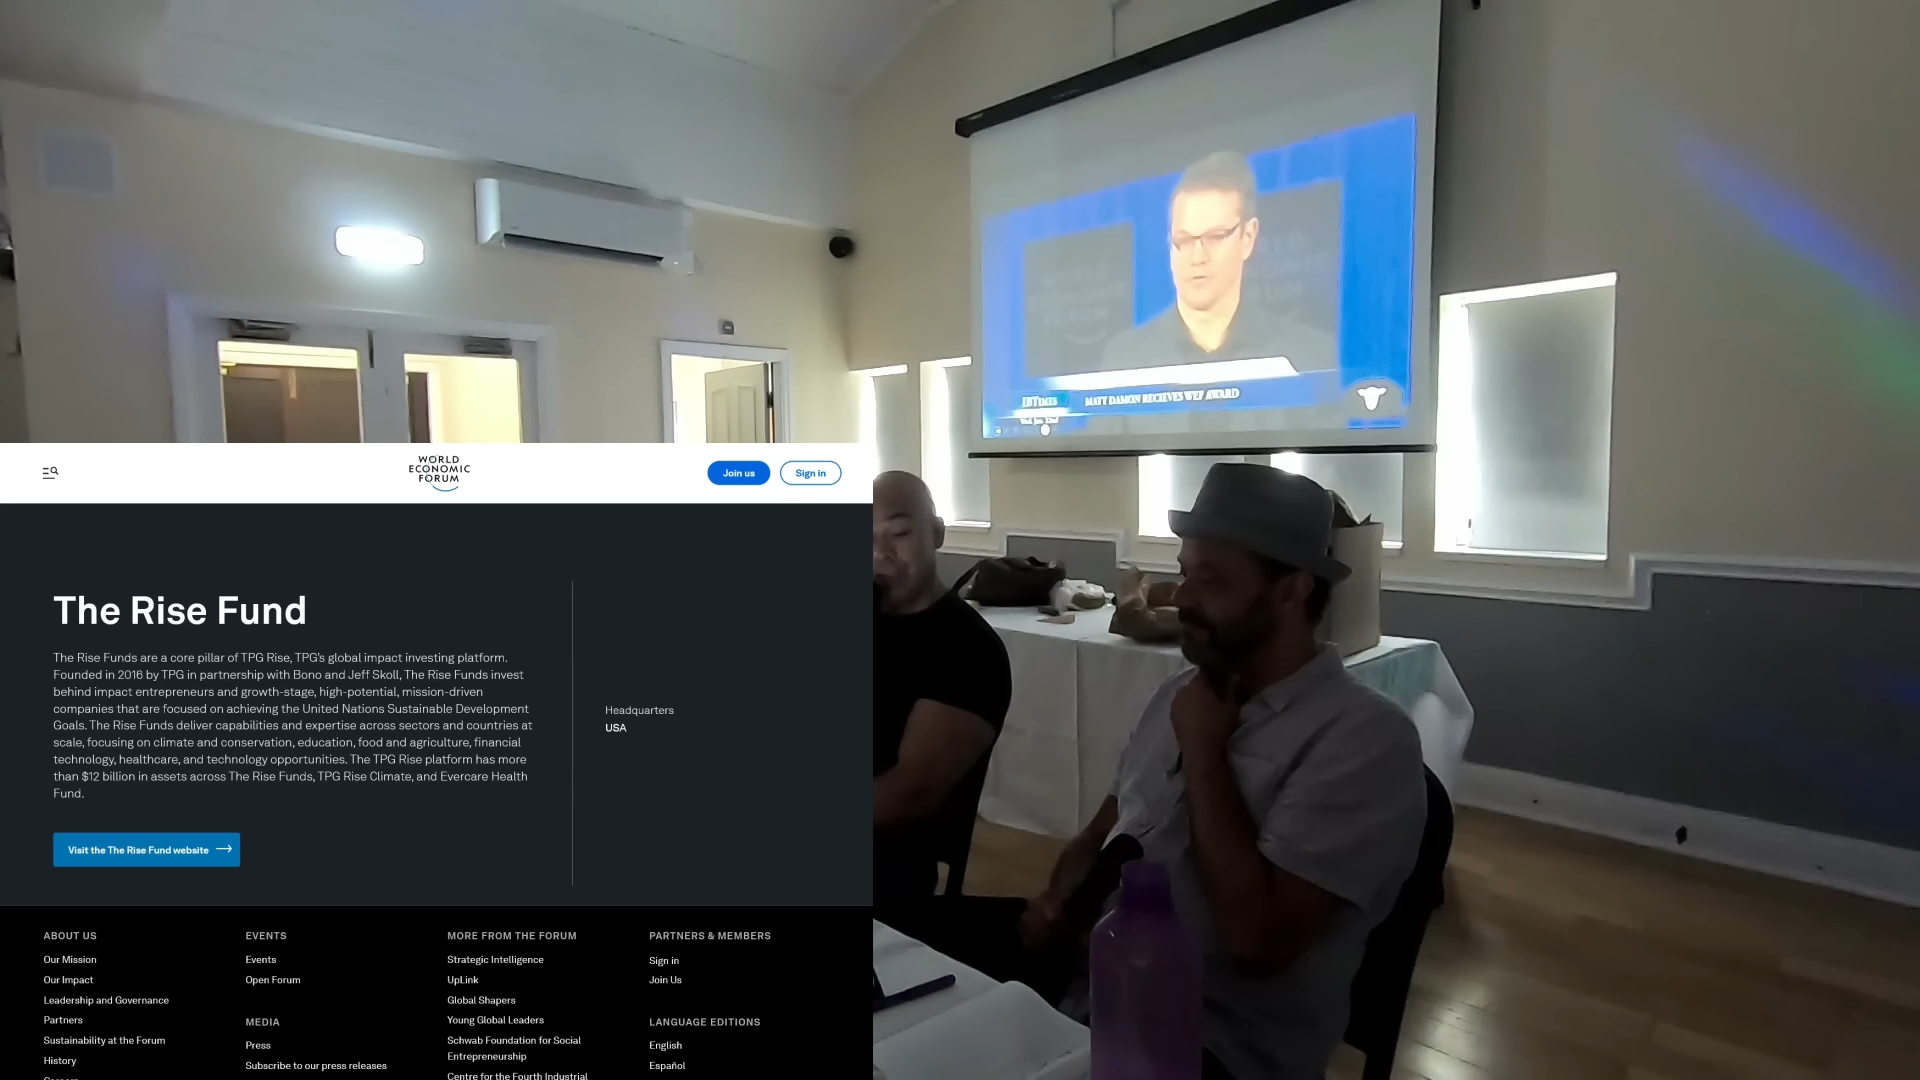 IBTIMES
MATT DAMON RECIEVES WEF AWARD
WORLD
ECONOMIC
FORUM
Join us
Sign in
The Rise Fund
The Rise Funds are a core pillar of TPG Rise, TPG's global impact investing platform.
Founded in 2016 by TPG in partnership with Bono and Jeff Skoll, The Rise Funds invest
behind impact entrepreneurs and growth-stage, high-potential, mission-driven
companies that are focused on achieving the United Nations Sustainable Development
Goals. The Rise Funds deliver capabilities and expertise across sectors and countries at
scale, focusing on climate and conservation, education, food and agriculture, financial
technology, healthcare, and technology opportunities. The TPG Rise platform has more
than $12 billion in assets across The Rise Funds, TPG Rise Climate, and Evercare Health
Fund.
Headquarters
USA
Visit the The Rise Fund website
ABOUT US
Our Mission
Our Impact
Leadership and Governance
Partners
Sustainability at the Forum
History
EVENTS
Events
Open Forum
MEDIA
Press
Subscribe to our press releases
MORE FROM THE FORUM
Strategic Intelligence
UpLink
Global Shapers
Young Global Leaders
Schwab Foundation for Social
Entrepreneurship
Centre for the Fourth Industrial
PARTNERS & MEMBERS
Sign in
Join Us
LANGUAGE EDITIONS
English
Español